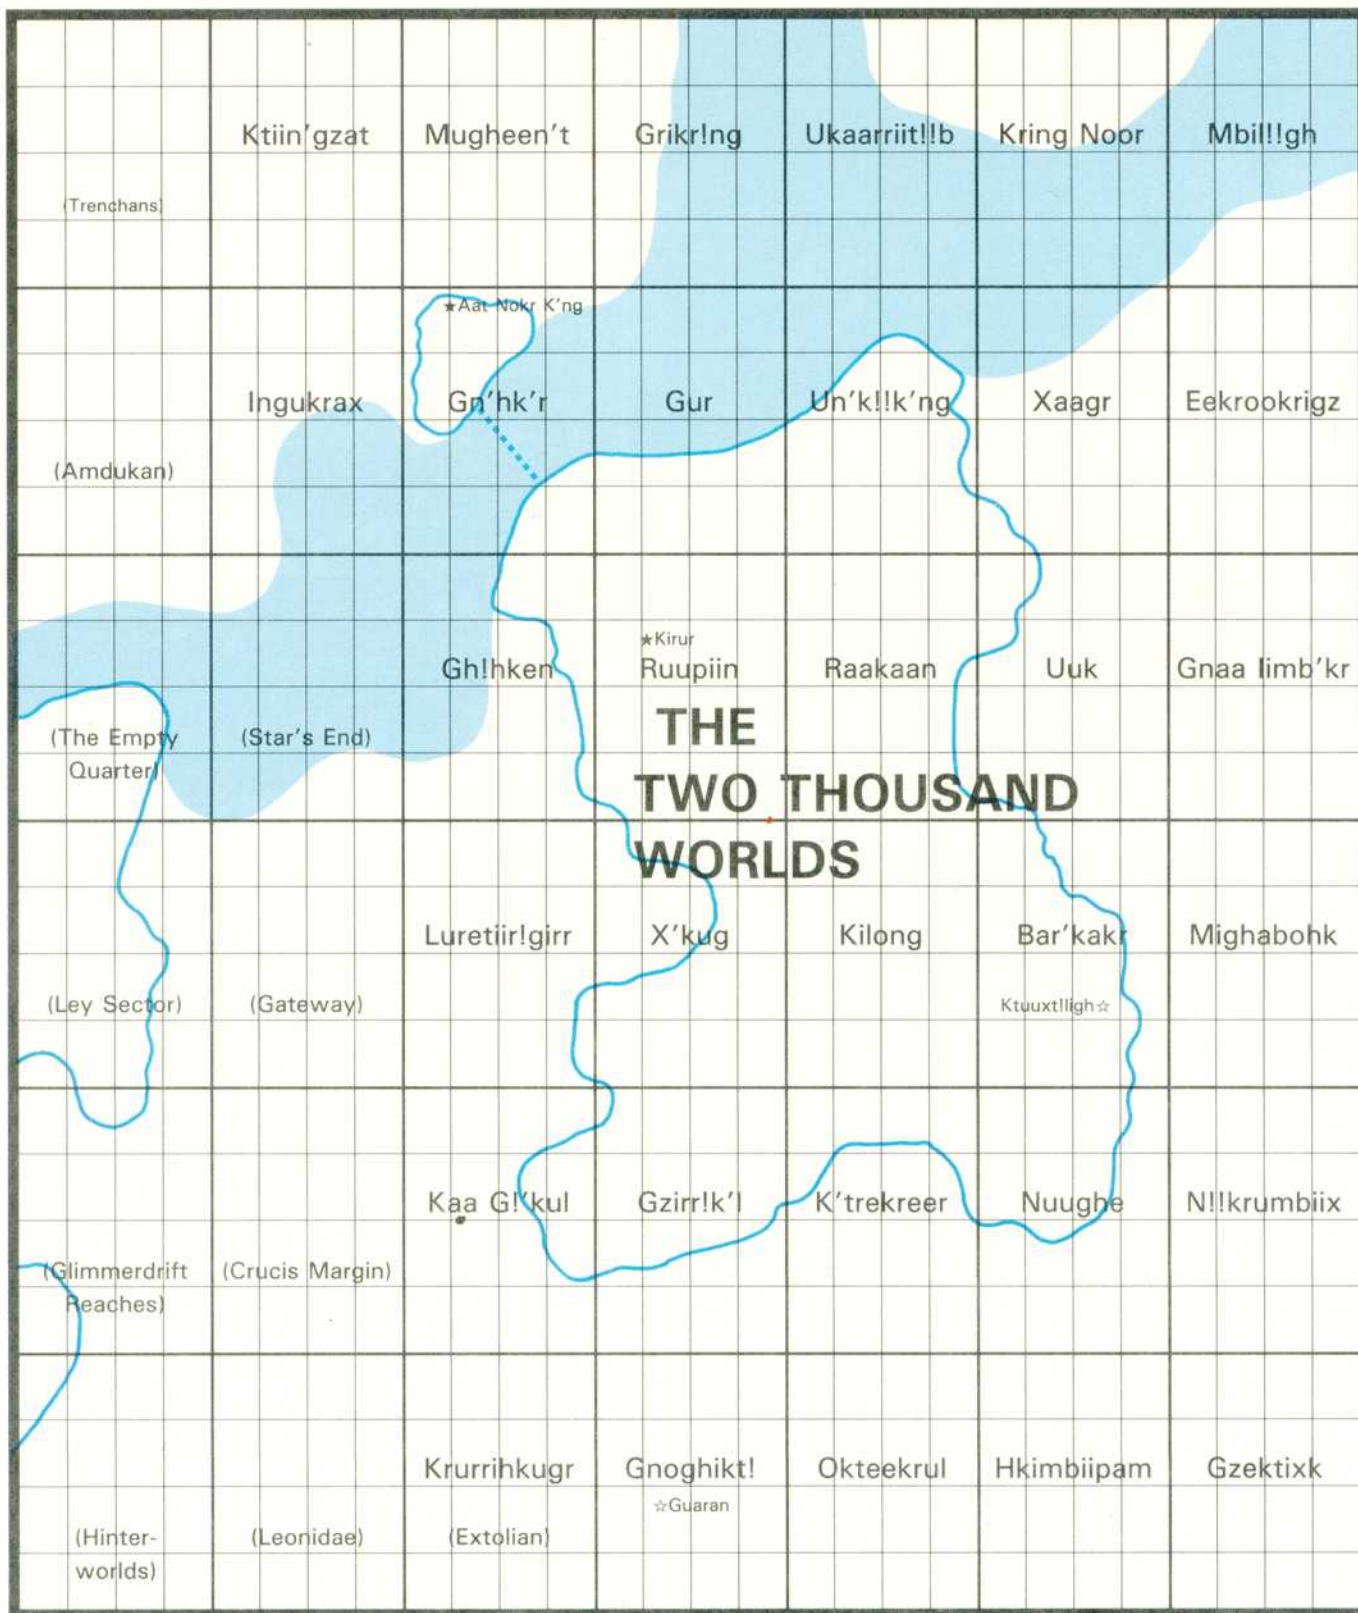 Ktiin'gzat
Mugheen't
Grikr!ng
Ukaarriit!!b
Kring Noor
Mbil!!gh
(Trenchans)
★Aat Nokr K'ng
Ingukrax
Gn'hk'r
Gur
Un'k!!k'ng
Xaagr
Eekrookrigz
(Amdukan)
★Kirur
Gh!hken
Ruupiin
Raakaan
Uuk
Gnaa Iimb'kr
(The Empty
Quarter)
(Star's End)
THE
TWO THOUSAND
WORLDS
Luretiir!girr
X'kug
Kilong
Bar'kakr
Mighabohk
(Ley Sector)
(Gateway)
Ktuuxt!ligh☆
Kaa G!'kul
Gzirr!k'l
K'trekreer
Nuughe
N!!krumbiix
(Glimmerdrift
Reaches)
(Crucis Margin)
Krurrihkugr
Gnoghikt!
Okteekrul
Hkimbiipam
Gzektixk
☆Guaran
(Hinter-
worlds)
(Leonidae)
(Extolian)